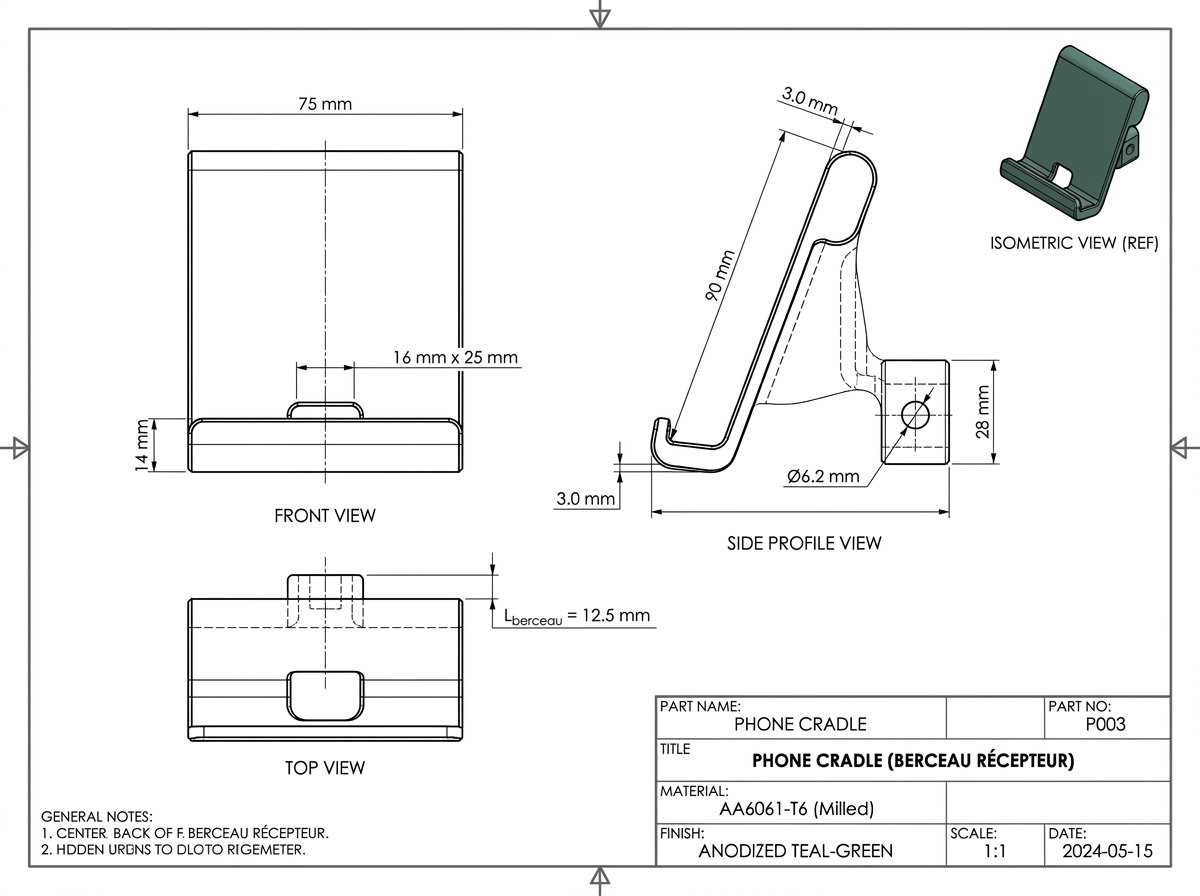 75 mm
16 mm x 25 mm
14 mm
FRONT VIEW
3.0 mm
90 mm
28 mm
Ø6.2 mm
3.0 mm
SIDE PROFILE VIEW
ISOMETRIC VIEW (REF)
Lberceau = 12.5 mm
TOP VIEW
GENERAL NOTES:
1. CENTER BACK OF F. BERCEAU RÉCEPTEUR.
2. HDDEN URENS TO DLOTO RIGEMETER.
PART NAME:
PHONE CRADLE
PART NO:
P003
TITLE
PHONE CRADLE (BERCEAU RÉCEPTEUR)
MATERIAL:
AA6061-T6 (Milled)
FINISH:
ANODIZED TEAL-GREEN
SCALE:
1:1
DATE:
2024-05-15